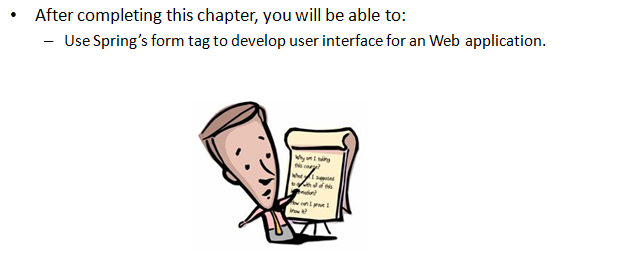 • After completing this chapter, you will be able to:
– Use Spring's form tag to develop user interface for an Web application.
Why am I taking
this course?
What am I supposed
to do with all of this
information?
How can I prove I
know it?